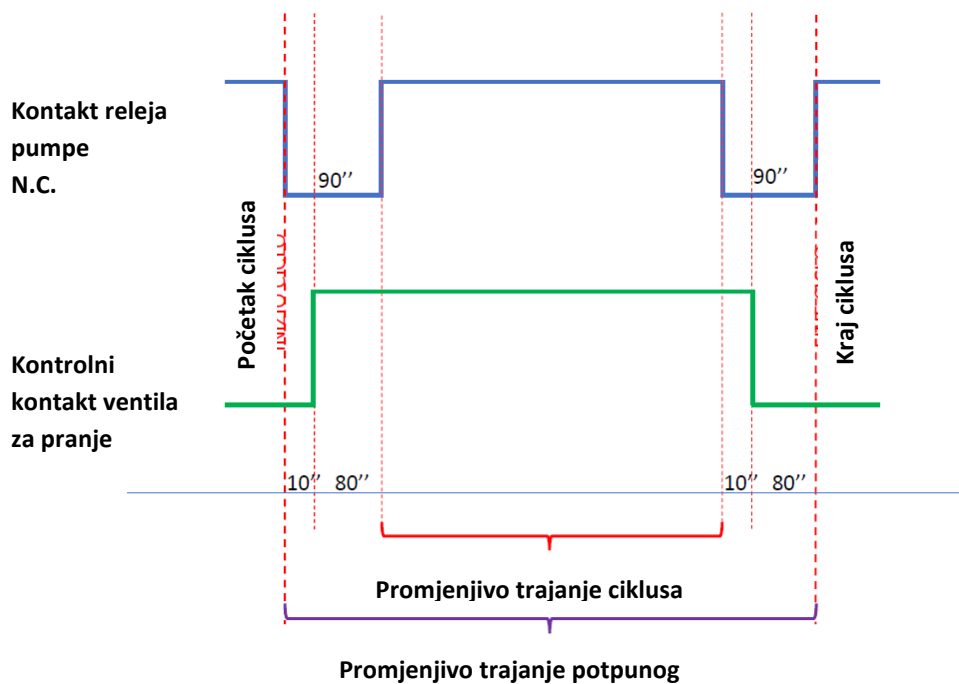 Kontakt releja
pumpe
N.C.
90’’
90’’
Početak ciklusa
Kraj ciklusa
Kontrolni
kontakt ventila
za pranje
10’’ 80’’
10’’ 80’’
Promjenjivo trajanje ciklusa
Promjenjivo trajanje potpunog